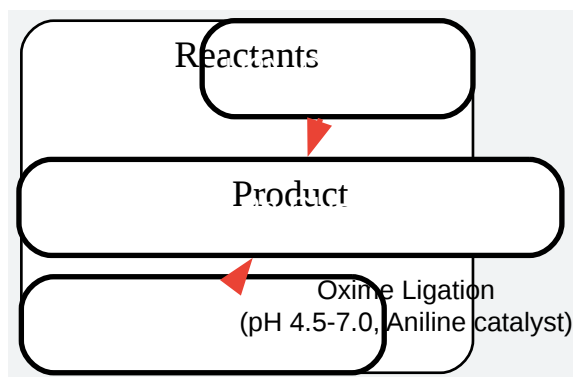 Reactants
Product
Oxime Ligation
(pH 4.5-7.0, Aniline catalyst)